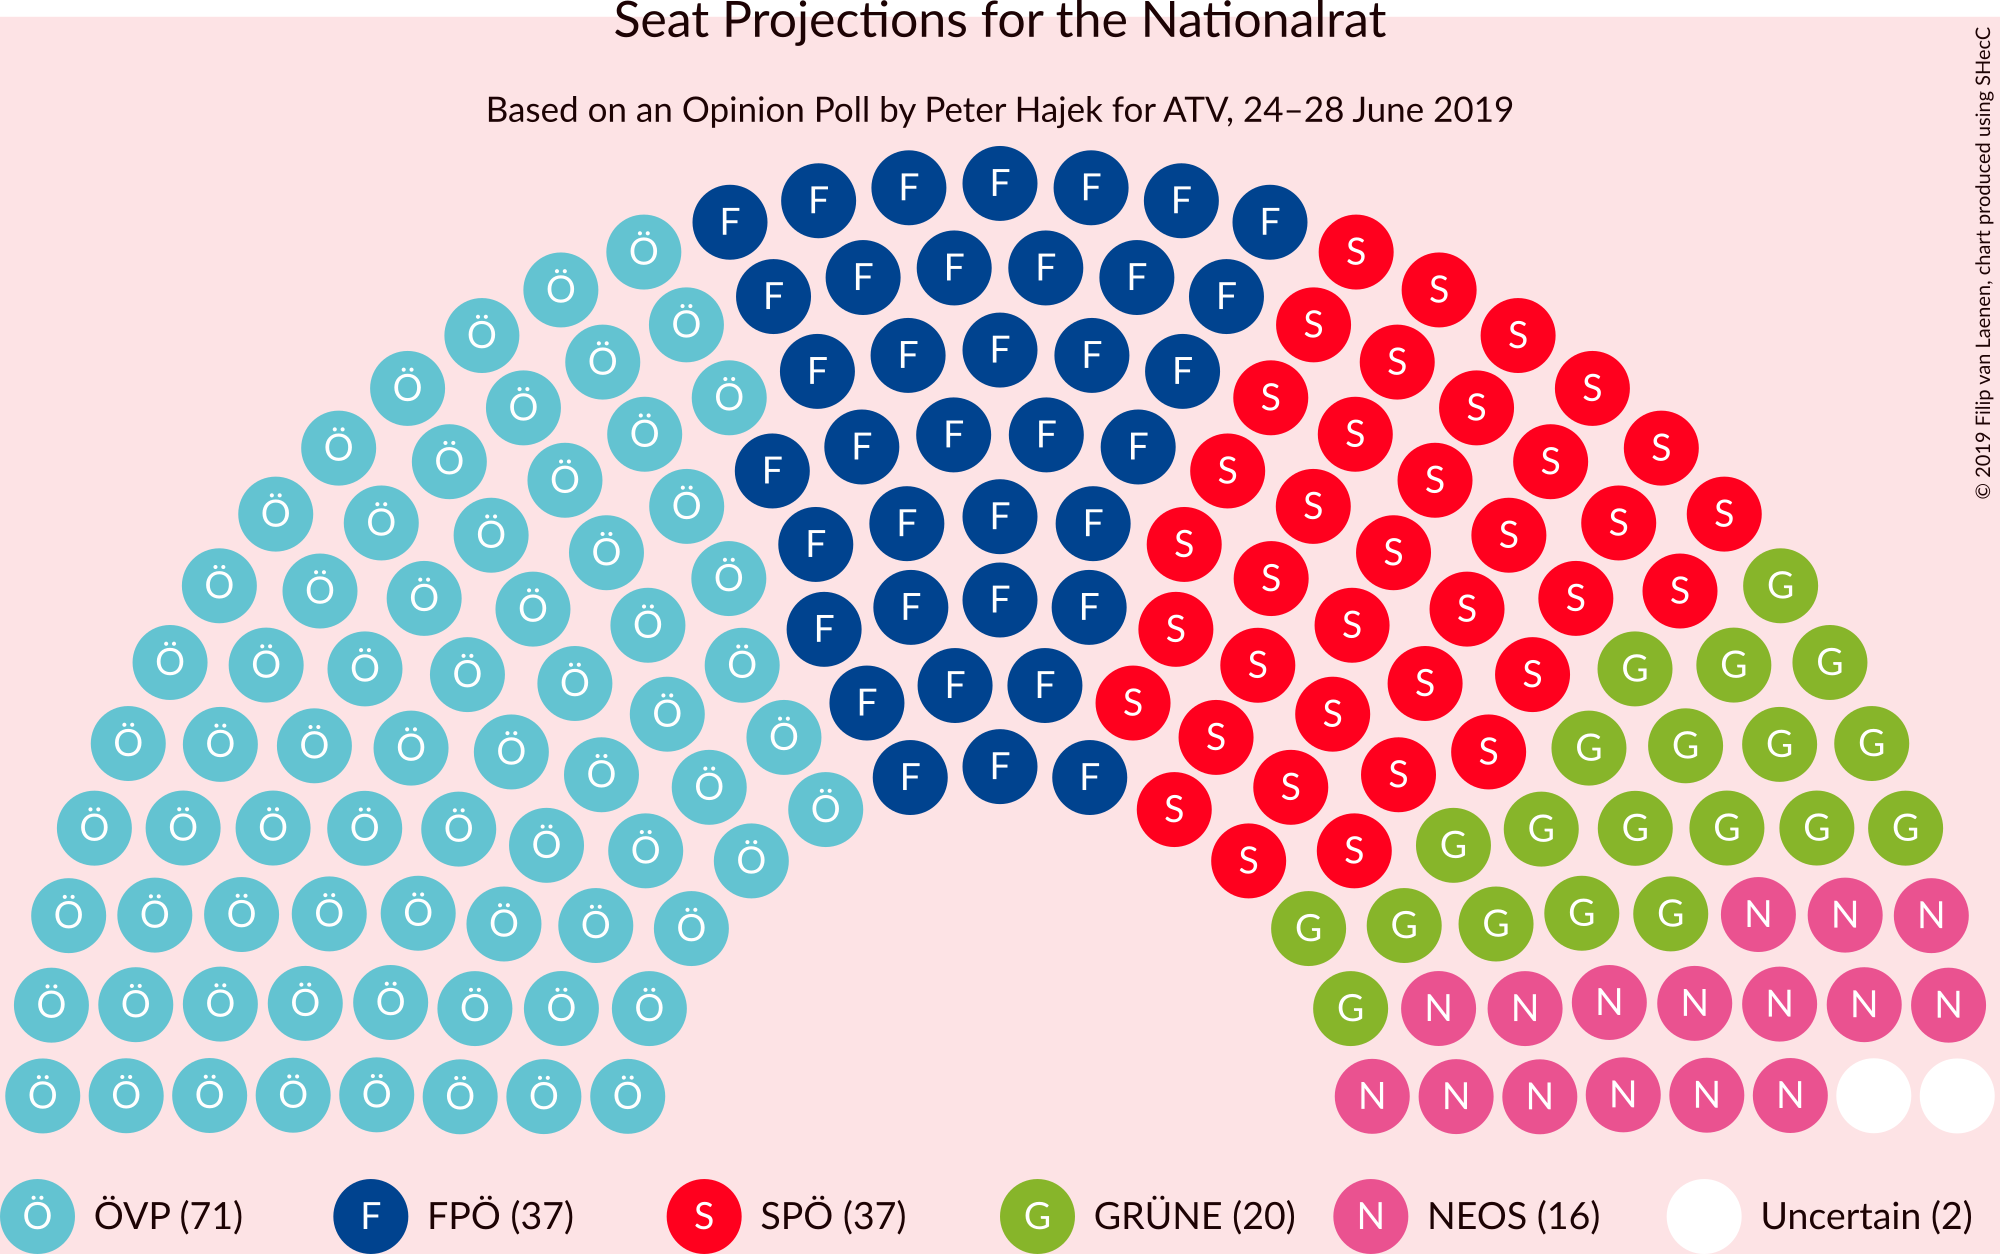 Seat Projections for the Nationalrat
Based on an Opinion Poll by Peter Hajek for ATV, 24–28 June 2019
© 2019 Filip van Laenen, chart produced using SHecC
F F F F F F F
Ö S
Ö F F F F F F S
Ö Ö S S
Ö Ö Ö F F F F F S S S
Ö Ö Ö Ö F F F F F S S S S S
Ö Ö Ö Ö Ö F F F F S S S S S S
Ö Ö Ö Ö Ö Ö Ö F F F F S S S S S S S G
Ö Ö Ö Ö Ö Ö Ö F F F S S S S S G G G
Ö Ö Ö Ö Ö Ö Ö Ö F F F S S S S G G G G
Ö Ö Ö Ö Ö Ö Ö Ö Ö S S S G G G G G G
Ö Ö Ö Ö Ö Ö Ö Ö G G G G G N N N
Ö Ö Ö Ö Ö Ö Ö Ö G N N N N N N N
Ö Ö Ö Ö Ö Ö Ö Ö N N N N N N
Ö ÖVP (71) F FPÖ (37) S SPÖ (37) G GRÜNE (20) N NEOS (16) Uncertain (2)